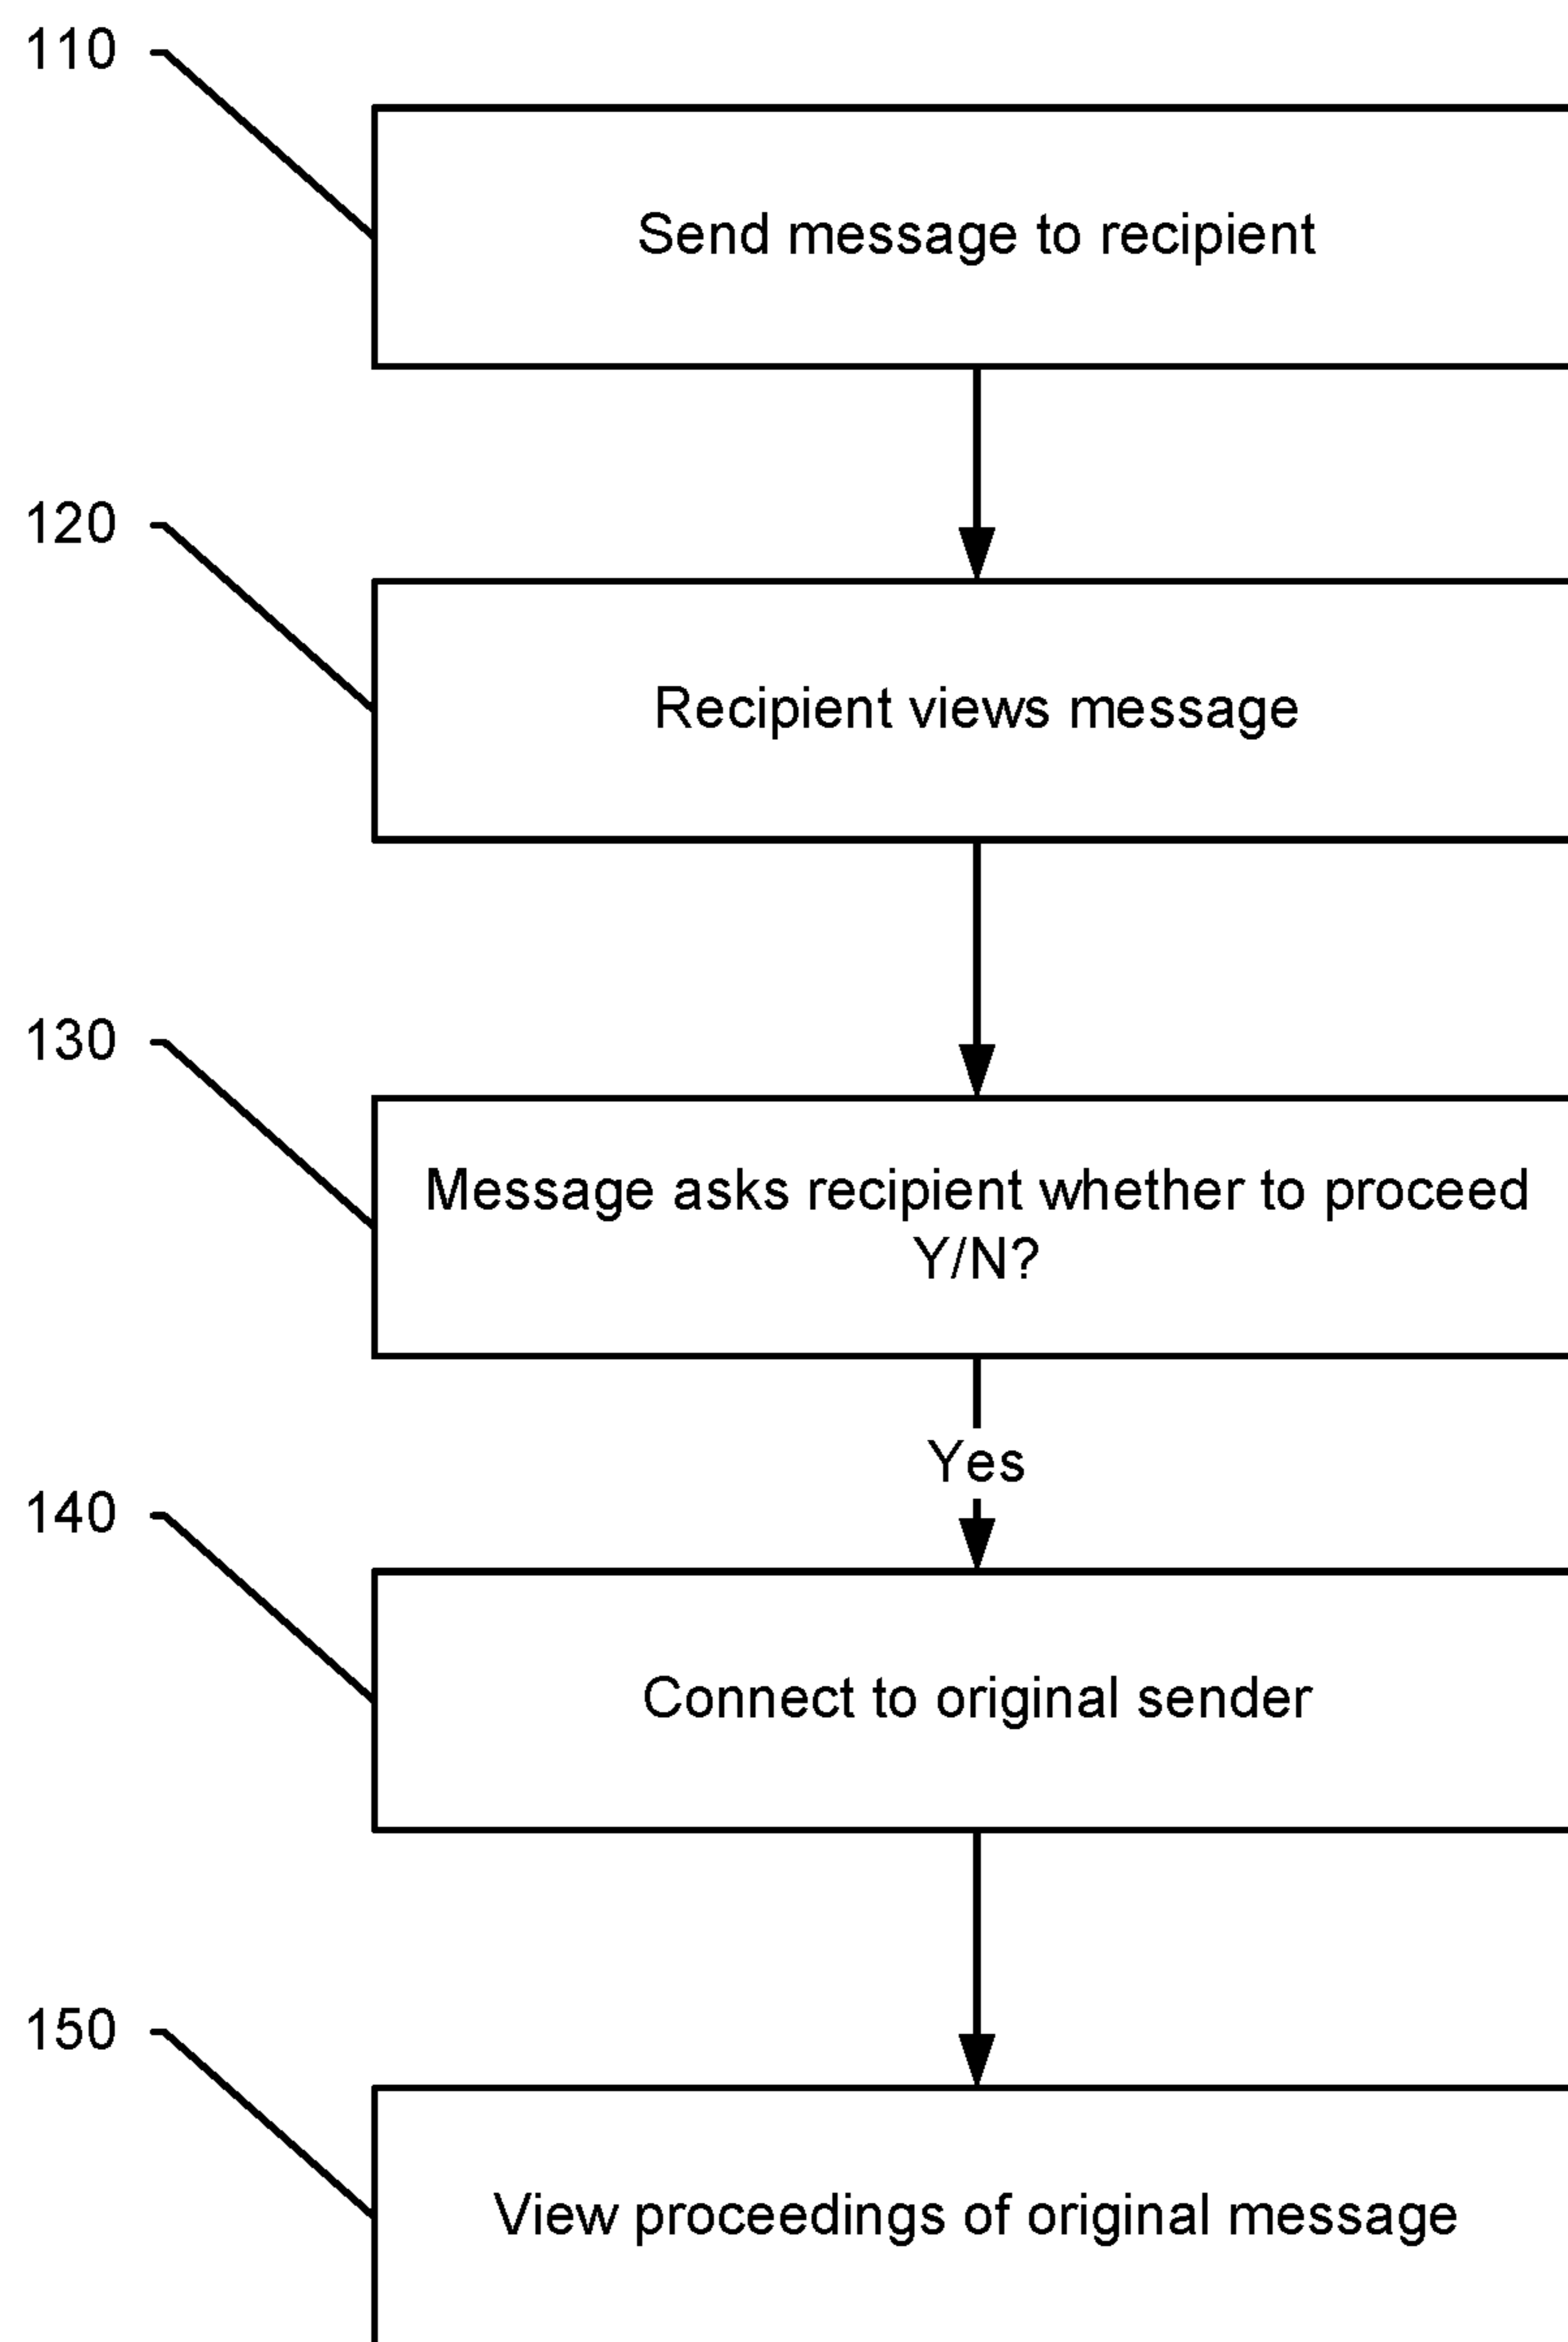 110
Send message to recipient
120
Recipient views message
130
Message asks recipient whether to proceed
Y/N?
Yes
140
Connect to original sender
150
View proceedings of original message